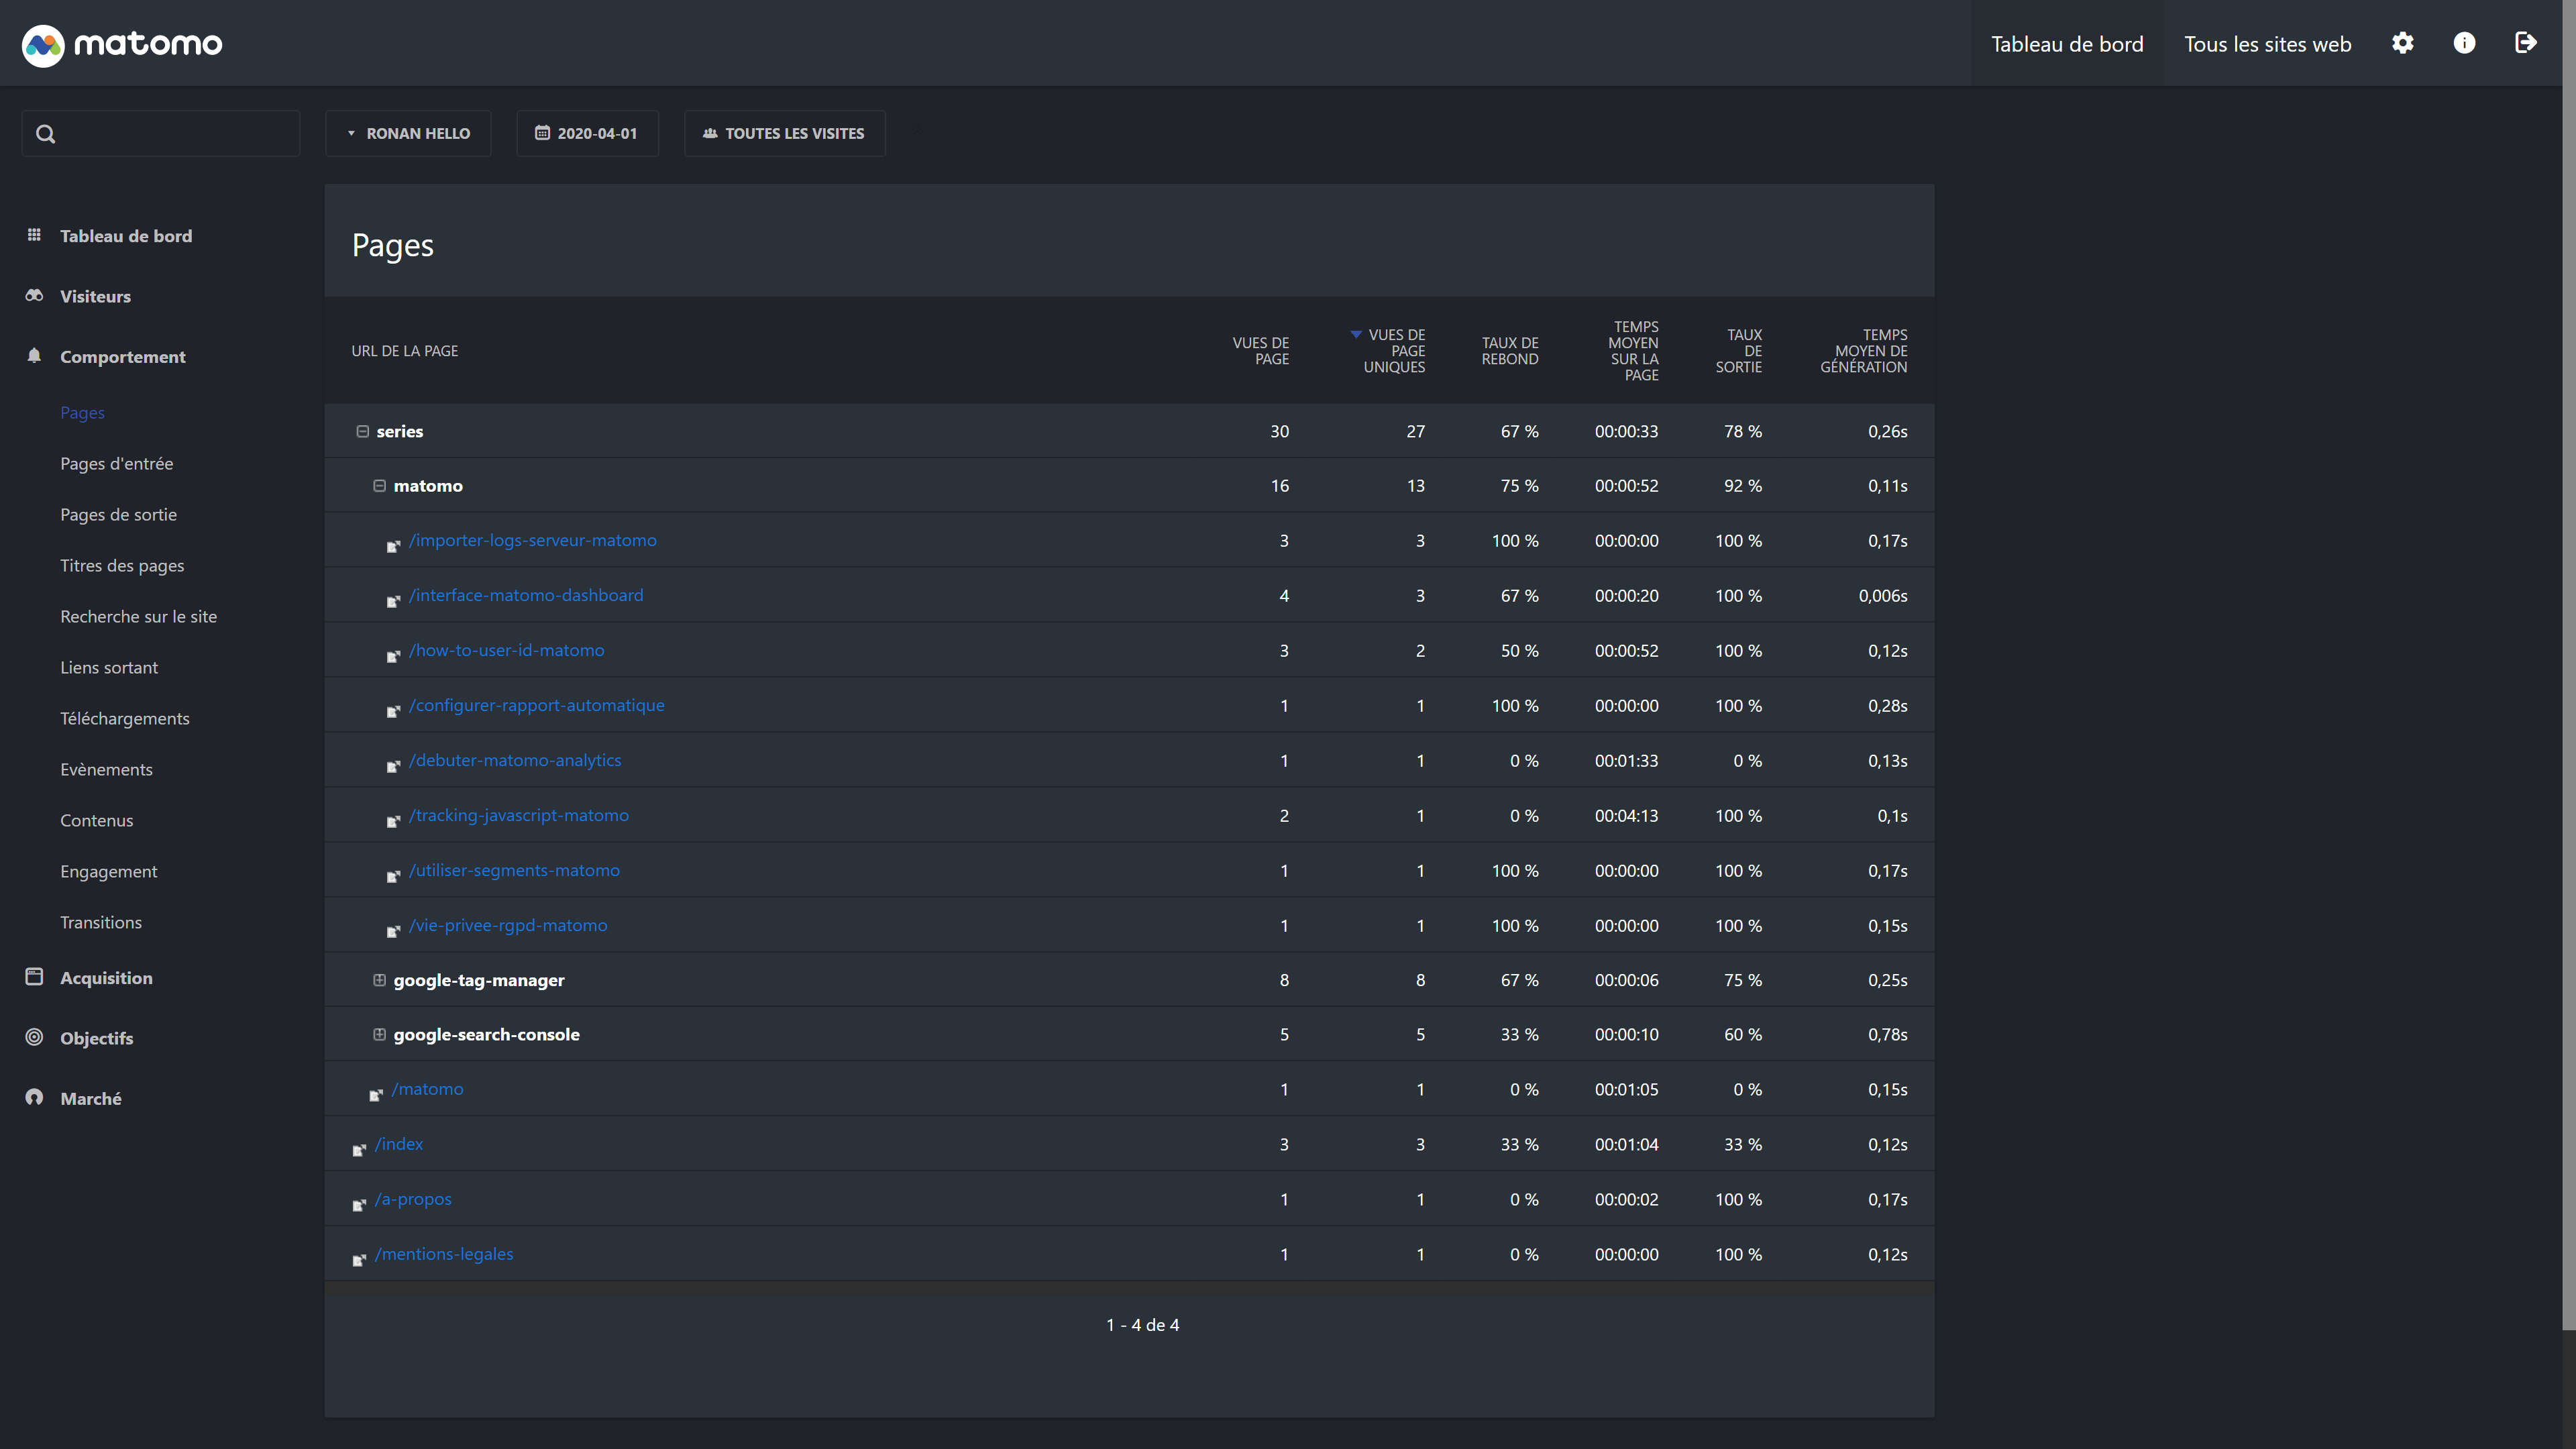 matomo
Tableau de bord
Tous les sites web
RONAN HELLO
2020-04-01
TOUTES LES VISITES
Tableau de bord
Visiteurs
Comportement
Pages
Pages d'entrée
Pages de sortie
Titres des pages
Recherche sur le site
Liens sortant
Téléchargements
Evènements
Contenus
Engagement
Transitions
Acquisition
Objectifs
Marché
Pages
URL DE LA PAGE
VUES DE
PAGE
VUES DE
PAGE
UNIQUES
TAUX DE
REBOND
TEMPS
MOYEN
SUR LA
PAGE
TAUX
DE
SORTIE
TEMPS
MOYEN DE
GÉNÉRATION
series 30 27 67 % 00:00:33 78 % 0,26s
matomo 16 13 75 % 00:00:52 92 % 0,11s
/importer-logs-serveur-matomo 3 3 100 % 00:00:00 100 % 0,17s
/interface-matomo-dashboard 4 3 67 % 00:00:20 100 % 0,006s
/how-to-user-id-matomo 3 2 50 % 00:00:52 100 % 0,12s
/configurer-rapport-automatique 1 1 100 % 00:00:00 100 % 0,28s
/debuter-matomo-analytics 1 1 0 % 00:01:33 0 % 0,13s
/tracking-javascript-matomo 2 1 0 % 00:04:13 100 % 0,1s
/utiliser-segments-matomo 1 1 100 % 00:00:00 100 % 0,17s
/vie-privee-rgpd-matomo 1 1 100 % 00:00:00 100 % 0,15s
google-tag-manager 8 8 67 % 00:00:06 75 % 0,25s
google-search-console 5 5 33 % 00:00:10 60 % 0,78s
/matomo 1 1 0 % 00:01:05 0 % 0,15s
/index 3 3 33 % 00:01:04 33 % 0,12s
/a-propos 1 1 0 % 00:00:02 100 % 0,17s
/mentions-legales 1 1 0 % 00:00:00 100 % 0,12s
1 - 4 de 4